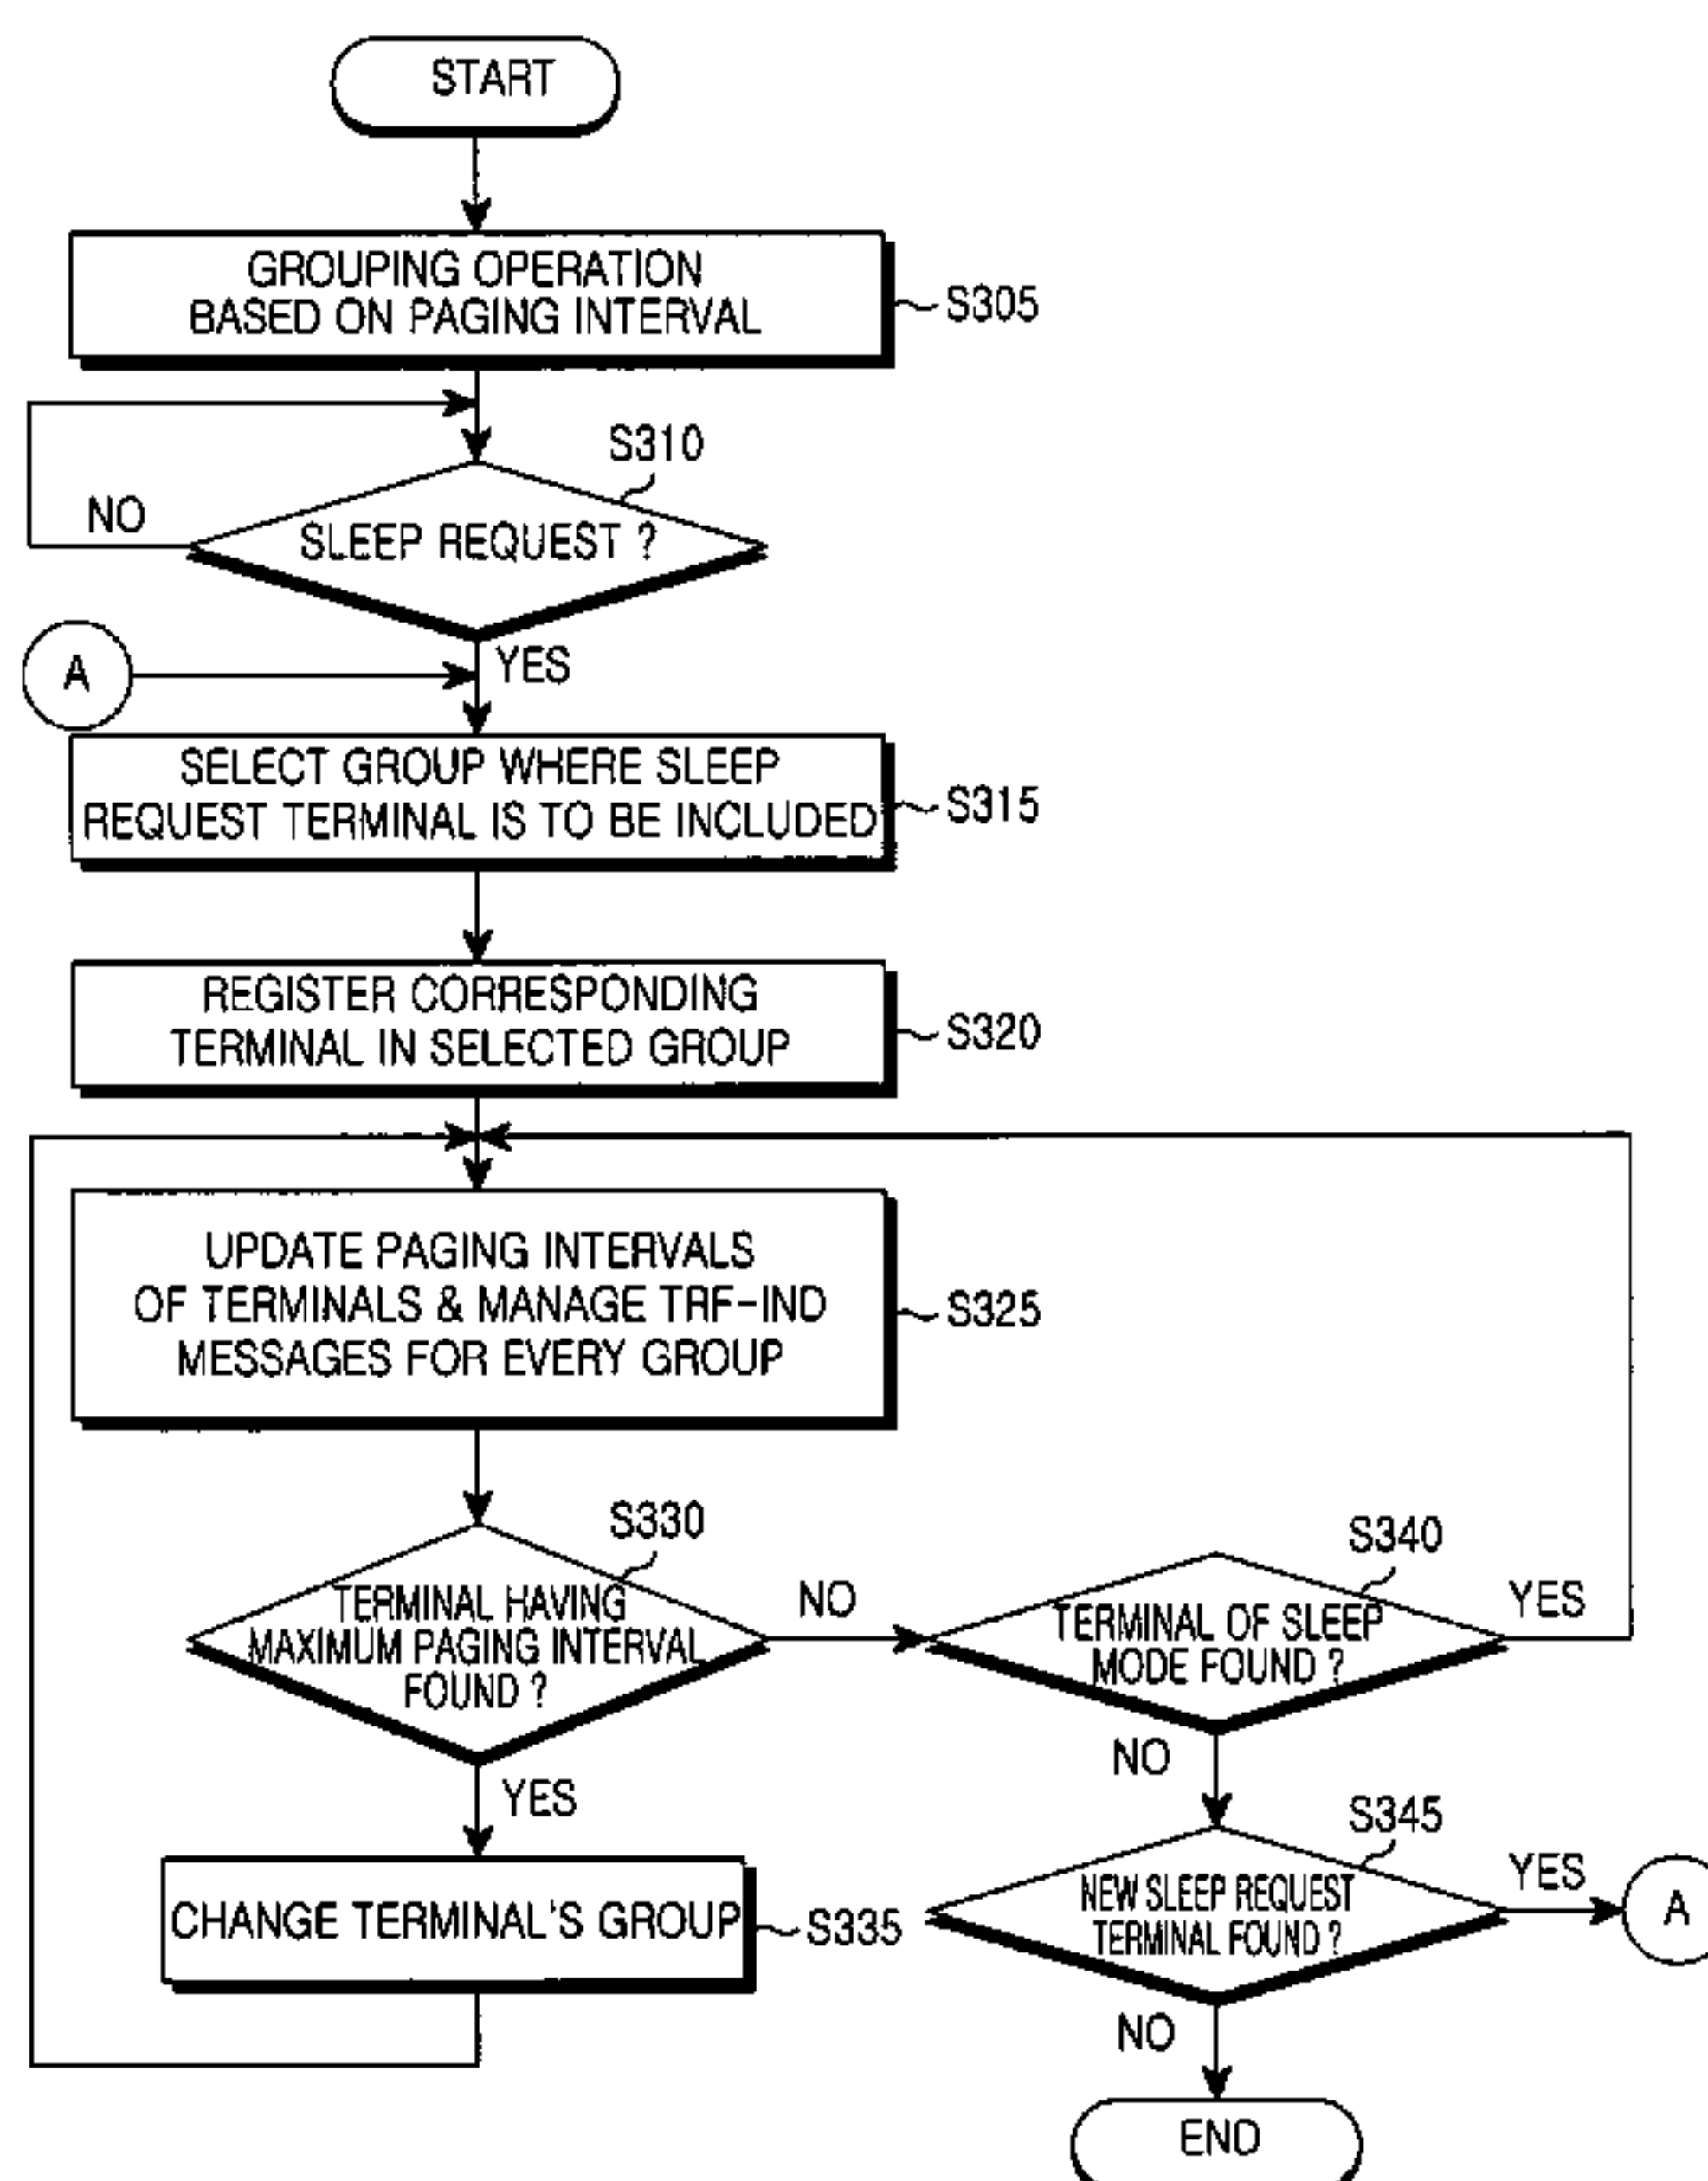 START
GROUPING OPERATION
BASED ON PAGING INTERVAL
S305
S310
NO
SLEEP REQUEST ?
A
YES
SELECT GROUP WHERE SLEEP
REQUEST TERMINAL IS TO BE INCLUDED
S315
REGISTER CORRESPONDING
TERMINAL IN SELECTED GROUP
S320
UPDATE PAGING INTERVALS
OF TERMINALS & MANAGE TRF-IND
MESSAGES FOR EVERY GROUP
S325
S330
TERMINAL HAVING
MAXIMUM PAGING INTERVAL
FOUND ?
NO
S340
TERMINAL OF SLEEP
MODE FOUND ?
YES
NO
YES
CHANGE TERMINAL'S GROUP
S335
S345
NEW SLEEP REQUEST
TERMINAL FOUND ?
YES
A
NO
END